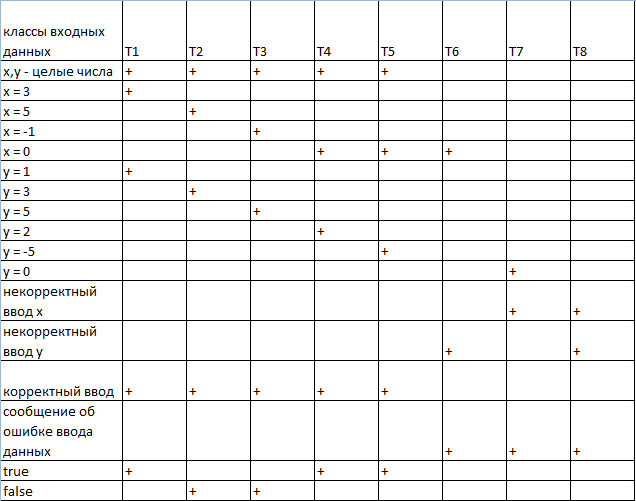 классы входных
данных T1 T2 T3 T4 T5 T6 T7 T8
x,y - целые числа + + + + +
x = 3 +
x = 5 +
x = -1 +
x = 0 + + +
y = 1 +
y = 3 +
y = 5 +
y = 2 +
y = -5 +
y = 0 +
некорректный
ввод x + +
некорректный
ввод y + +
корректный ввод + + + + +
сообщение об
ошибке ввода
данных + + +
true + + +
false + +